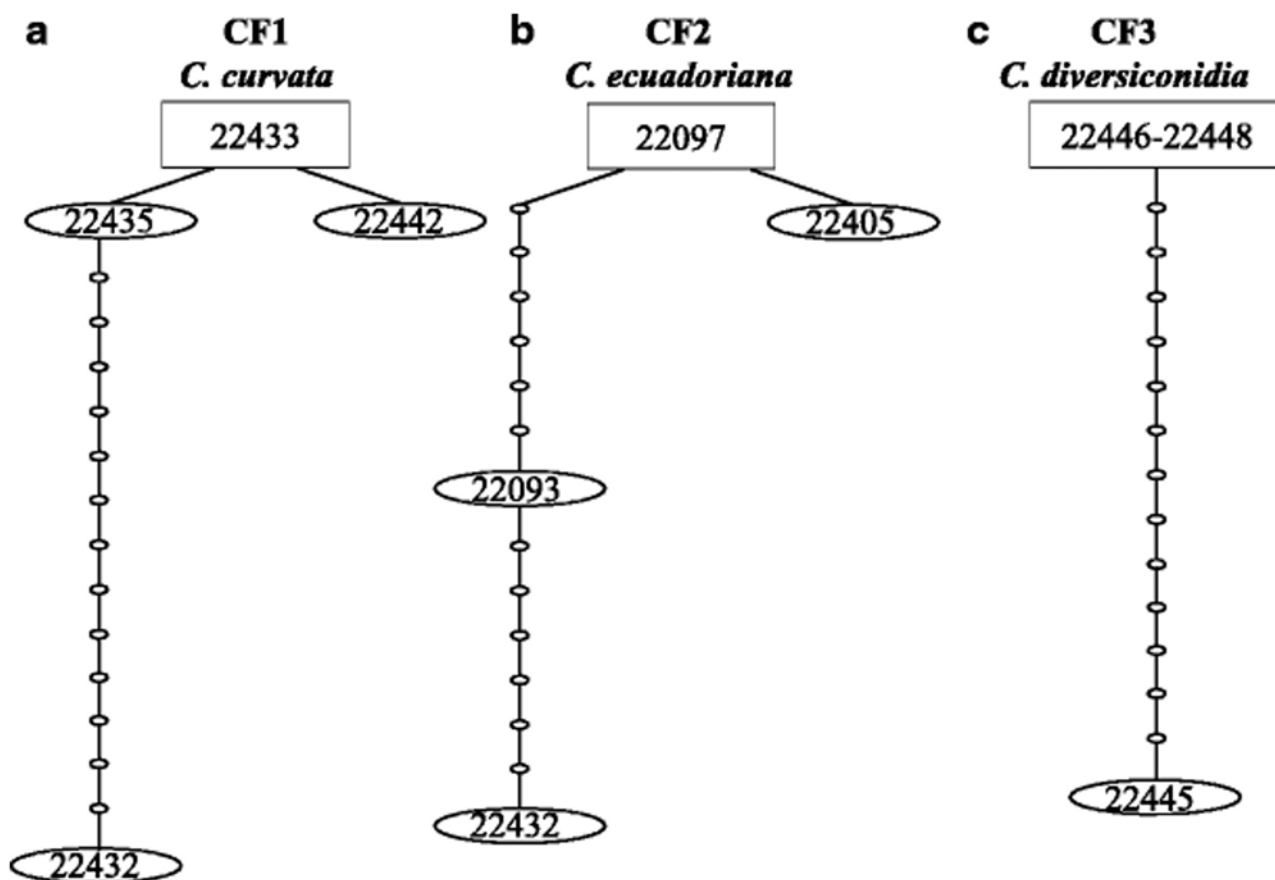 a CF1
C. curvata
22433
22435 22442
22432
b CF2
C. ecuadoriana
22097
22405
22093
22432
c CF3
C. diversiconidia
22446-22448
22445